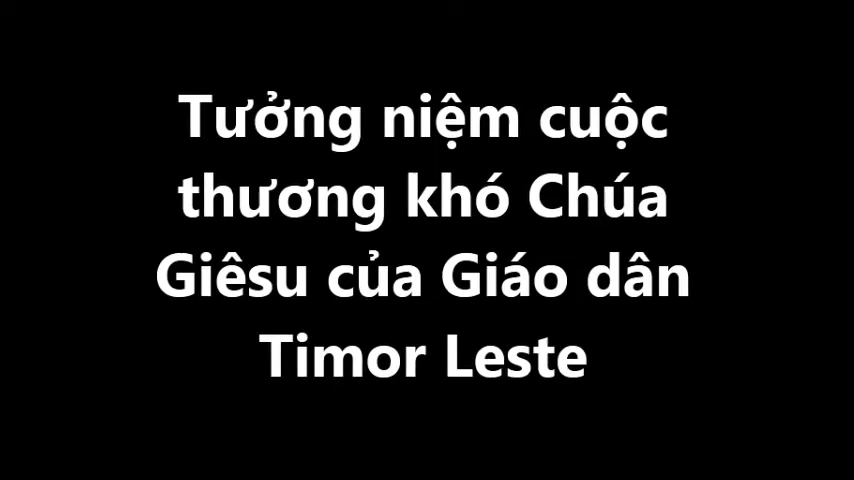 Tưởng niệm cuộc
thương khó Chúa
Giêsu của Giáo dân
Timor Leste